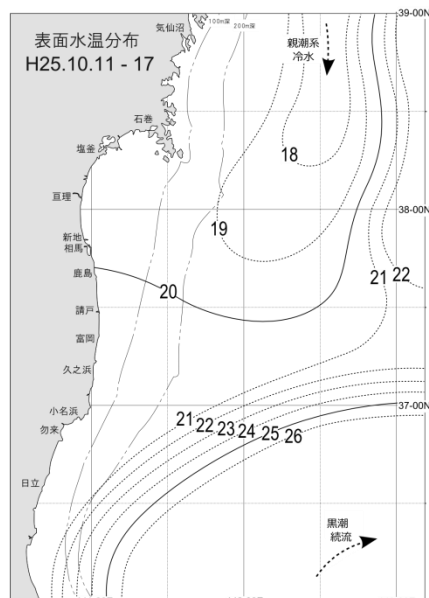 表面水温分布
H25.10.11 - 17
気仙沼
100m深
200m深
39-00N
親潮系
冷水
石巻
塩釜
18
亘理
38-00N
19
新地
相馬
鹿島
20
21
22
請戸
富岡
久之浜
小名浜
37-00N
勿来
21
22
23
24
25
26
日立
黒潮
続流